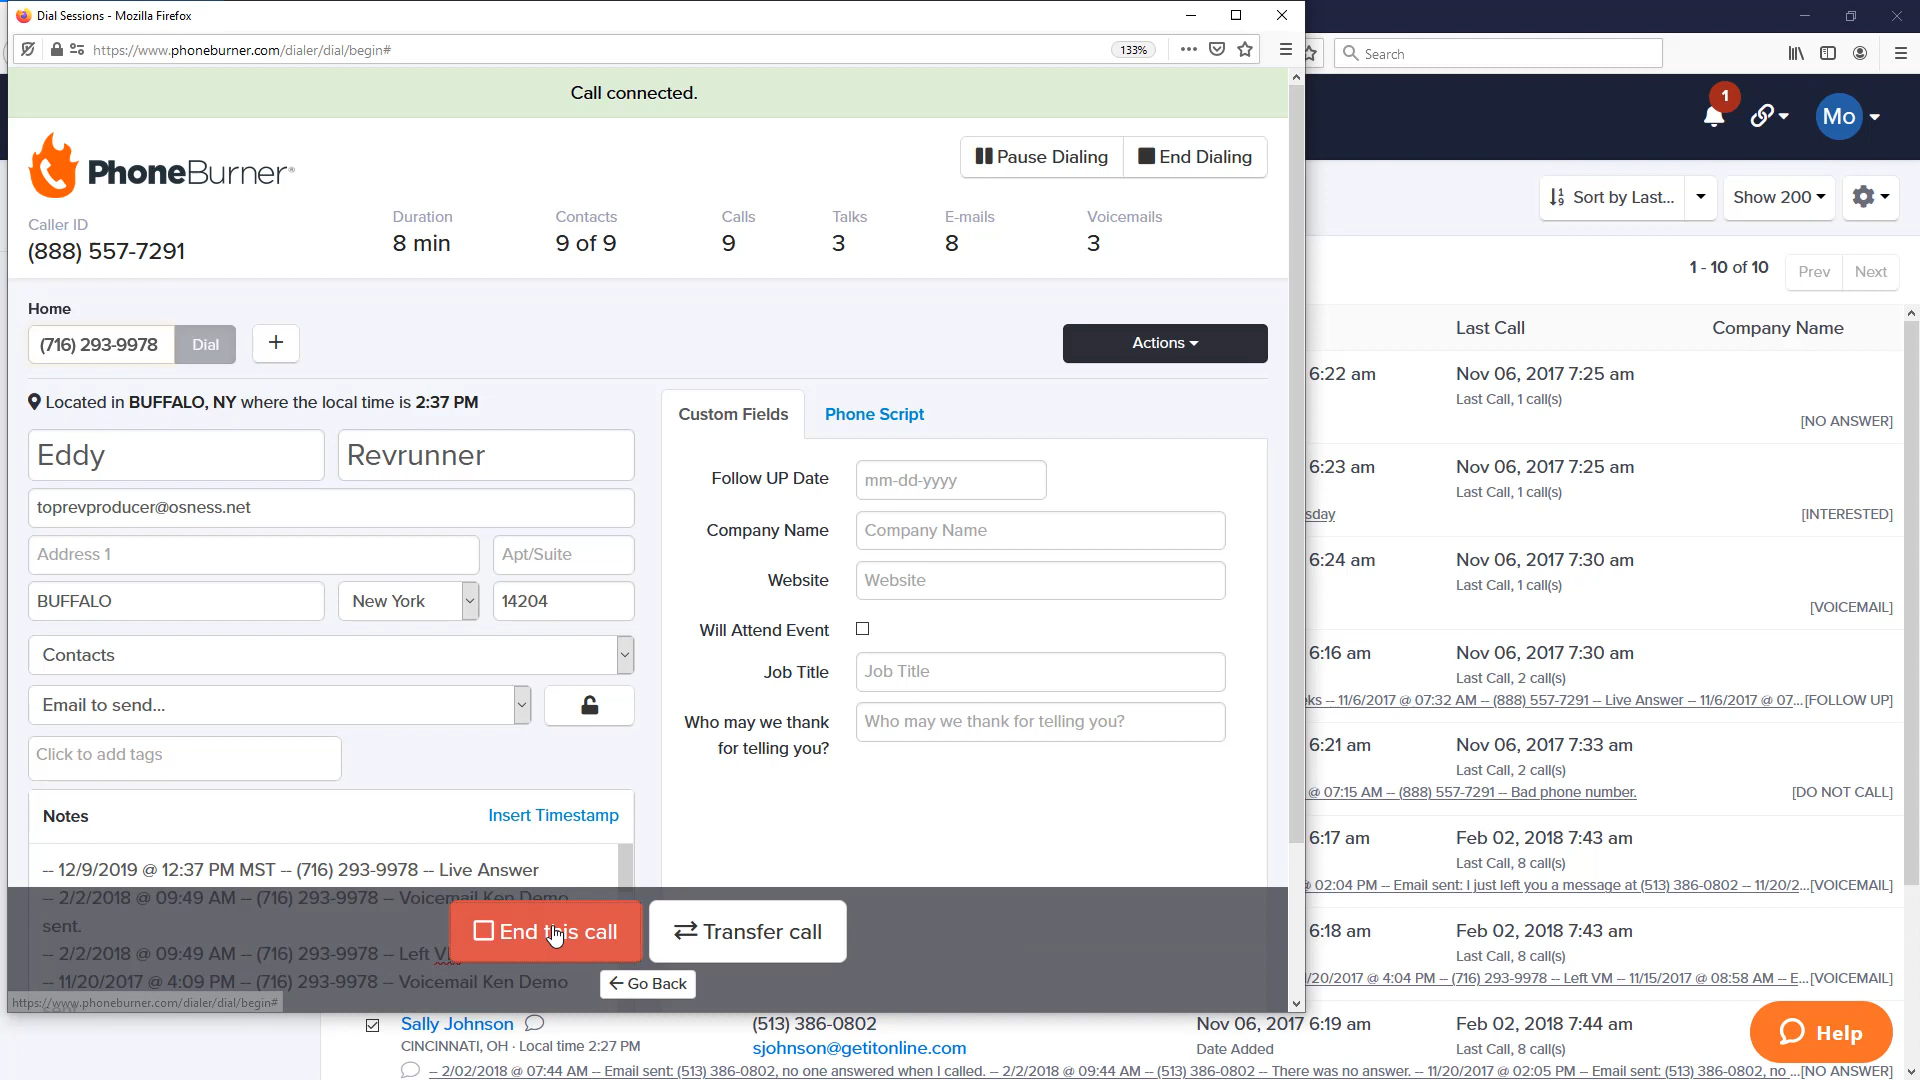 Dial Sessions - Mozilla Firefox
https://www.phoneburner.com/dialer/dial/begin#
133%
Search
Call connected.
1
Mo
PhoneBurner
Pause Dialing
End Dialing
Caller ID
(888) 557-7291
Duration
8 min
Contacts
9 of 9
Calls
9
Talks
3
E-mails
8
Voicemails
3
Sort by Last...
Show 200
1 - 10 of 10
Prev
Next
Home
(716) 293-9978
Dial
+
Actions
Located in BUFFALO, NY where the local time is 2:37 PM
Eddy
Revrunner
toprevproducer@osness.net
Address 1
Apt/Suite
BUFFALO
New York
14204
Contacts
Email to send...
Click to add tags
Notes
Insert Timestamp
-- 12/9/2019 @ 12:37 PM MST -- (716) 293-9978 -- Live Answer
-- 2/2/2018 @ 09:49 AM -- (716) 293-9978 -- Voicemail Ken Demo
sent.
-- 2/2/2018 @ 09:49 AM -- (716) 293-9978 -- Left VM
-- 11/20/2017 @ 4:09 PM -- (716) 293-9978 -- Voicemail Ken Demo
Custom Fields
Phone Script
Follow UP Date
mm-dd-yyyy
Company Name
Company Name
Website
Website
Will Attend Event
Job Title
Job Title
Who may we thank
for telling you?
Who may we thank for telling you?
End this call
Transfer call
Go Back
https://www.phoneburner.com/dialer/dial/begin#
Last Call
Company Name
6:22 am
Nov 06, 2017 7:25 am
Last Call, 1 call(s)
[NO ANSWER]
6:23 am
Nov 06, 2017 7:25 am
Last Call, 1 call(s)
sday
[INTERESTED]
6:24 am
Nov 06, 2017 7:30 am
Last Call, 1 call(s)
[VOICEMAIL]
6:16 am
Nov 06, 2017 7:30 am
Last Call, 2 call(s)
ks -- 11/6/2017 @ 07:32 AM -- (888) 557-7291 -- Live Answer -- 11/6/2017 @ 07...[FOLLOW UP]
6:21 am
Nov 06, 2017 7:33 am
Last Call, 2 call(s)
@ 07:15 AM -- (888) 557-7291 -- Bad phone number.
[DO NOT CALL]
6:17 am
Feb 02, 2018 7:43 am
Last Call, 8 call(s)
02:04 PM -- Email sent: I just left you a message at (513) 386-0802 -- 11/20/2...[VOICEMAIL]
6:18 am
Feb 02, 2018 7:43 am
Last Call, 8 call(s)
/20/2017 @ 4:04 PM -- (716) 293-9978 -- Left VM -- 11/15/2017 @ 08:58 AM -- E...[VOICEMAIL]
Sally Johnson
CINCINNATI, OH · Local time 2:27 PM
(513) 386-0802
sjohnson@getitonline.com
Nov 06, 2017 6:19 am
Date Added
Feb 02, 2018 7:44 am
Last Call, 8 call(s)
-- 2/02/2018 @ 07:44 AM -- Email sent: (513) 386-0802, no one answered when I called. -- 2/2/2018 @ 09:44 AM -- (513) 386-0802 -- There was no answer. -- 11/20/2017 @ 02:05 PM -- Email sent: (513) 386-0802, no ...[NO ANSWER]
Help